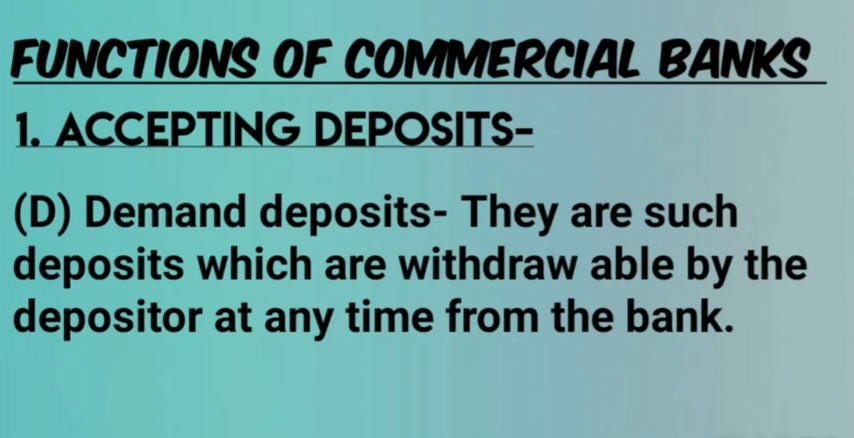 FUNCTIONS OF COMMERCIAL BANKS
1. ACCEPTING DEPOSITS-
(D) Demand deposits- They are such
deposits which are withdraw able by the
depositor at any time from the bank.